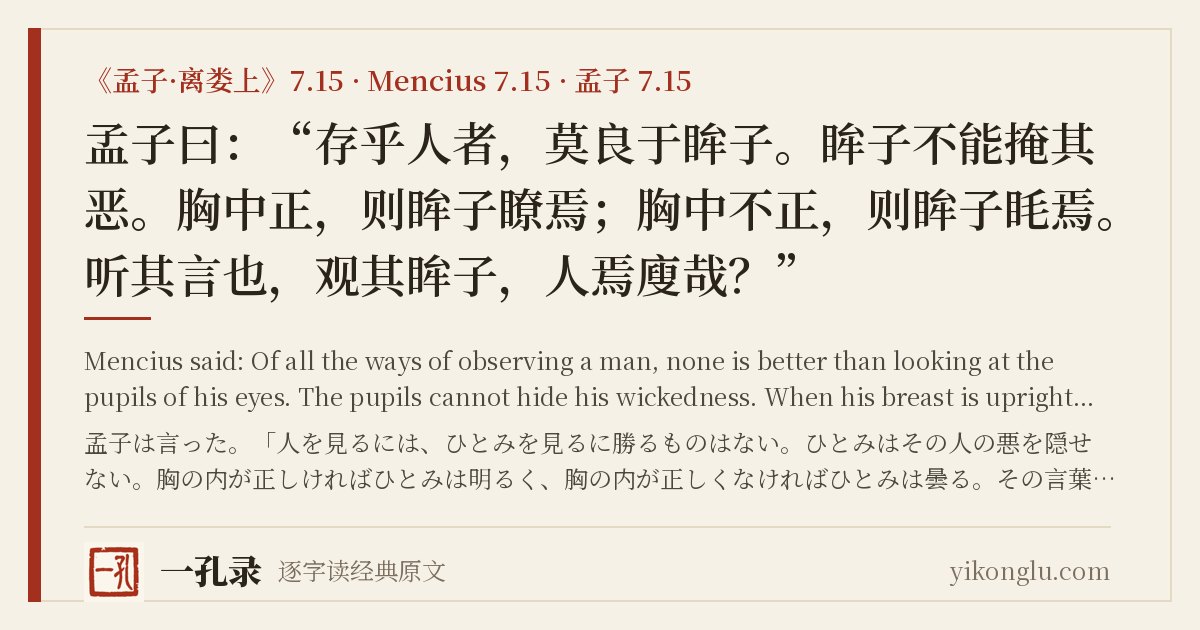 《孟子·离娄上》7.15 · Mencius 7.15 · 孟子 7.15
孟子曰：“存乎人者，莫良于眸子。眸子不能掩其
恶。胸中正，则眸子瞭焉；胸中不正，则眸子眊焉。
听其言也，观其眸子，人焉廋哉？”
Mencius said: Of all the ways of observing a man, none is better than looking at the
pupils of his eyes. The pupils cannot hide his wickedness. When his breast is upright...
孟子は言った。「人を見るには、ひとみを見るに勝るものはない。ひとみはその人の悪を隠せ
ない。胸の内が正しければひとみは明るく、胸の内が正しくなければひとみは曇る。その言葉…
一孔
一孔录 逐字读经典原文
yikonglu.com